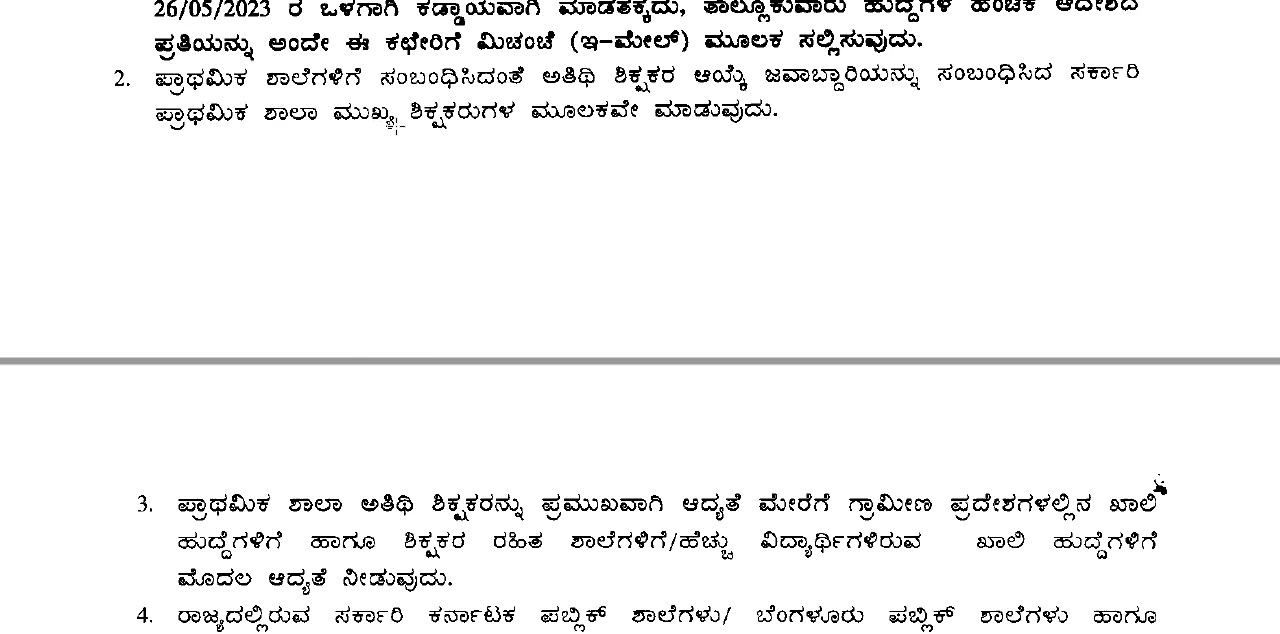 26/05/2023 ರ ಒಳಗಾಗಿ ಕಡ್ಡಾಯವಾಗಿ ಮಾಡತಕ್ಕದು, ತಾಲ್ಲೂಕುವಾರು ಹುದ್ದೆಗಳ ಹಂಚಿಕೆ ಆದೇಶದ
ಪ್ರತಿಯನ್ನು ಅಂದೇ ಈ ಕಛೇರಿಗೆ ಮಿಚಂಚೆ (ಇ-ಮೇಲ್) ಮೂಲಕ ಸಲ್ಲಿಸುವುದು.
2. ಪ್ರಾಥಮಿಕ ಶಾಲೆಗಳಿಗೆ ಸಂಬಂಧಿಸಿದಂತೆ ಅತಿಥಿ ಶಿಕ್ಷಕರ ಆಯ್ಕೆ ಜವಾಬ್ದಾರಿಯನ್ನು ಸಂಬಂಧಿಸಿದ ಸರ್ಕಾರಿ
ಪ್ರಾಥಮಿಕ ಶಾಲಾ ಮುಖ್ಯ ಶಿಕ್ಷಕರುಗಳ ಮೂಲಕವೇ ಮಾಡುವುದು.
3. ಪ್ರಾಥಮಿಕ ಶಾಲಾ ಅತಿಥಿ ಶಿಕ್ಷಕರನ್ನು ಪ್ರಮುಖವಾಗಿ ಆದ್ಯತೆ ಮೇರೆಗೆ ಗ್ರಾಮೀಣ ಪ್ರದೇಶಗಳಲ್ಲಿನ ಖಾಲಿ
ಹುದ್ದೆಗಳಿಗೆ ಹಾಗೂ ಶಿಕ್ಷಕರ ರಹಿತ ಶಾಲೆಗಳಿಗೆ/ಹೆಚ್ಚು ವಿದ್ಯಾರ್ಥಿಗಳಿರುವ ಖಾಲಿ ಹುದ್ದೆಗಳಿಗೆ
ಮೊದಲ ಆದ್ಯತೆ ನೀಡುವುದು.
4. ರಾಜ್ಯದಲ್ಲಿರುವ ಸರ್ಕಾರಿ ಕರ್ನಾಟಕ ಪಬ್ಲಿಕ್ ಶಾಲೆಗಳು/ ಬೆಂಗಳೂರು ಪಬ್ಲಿಕ್ ಶಾಲೆಗಳು ಹಾಗೂ